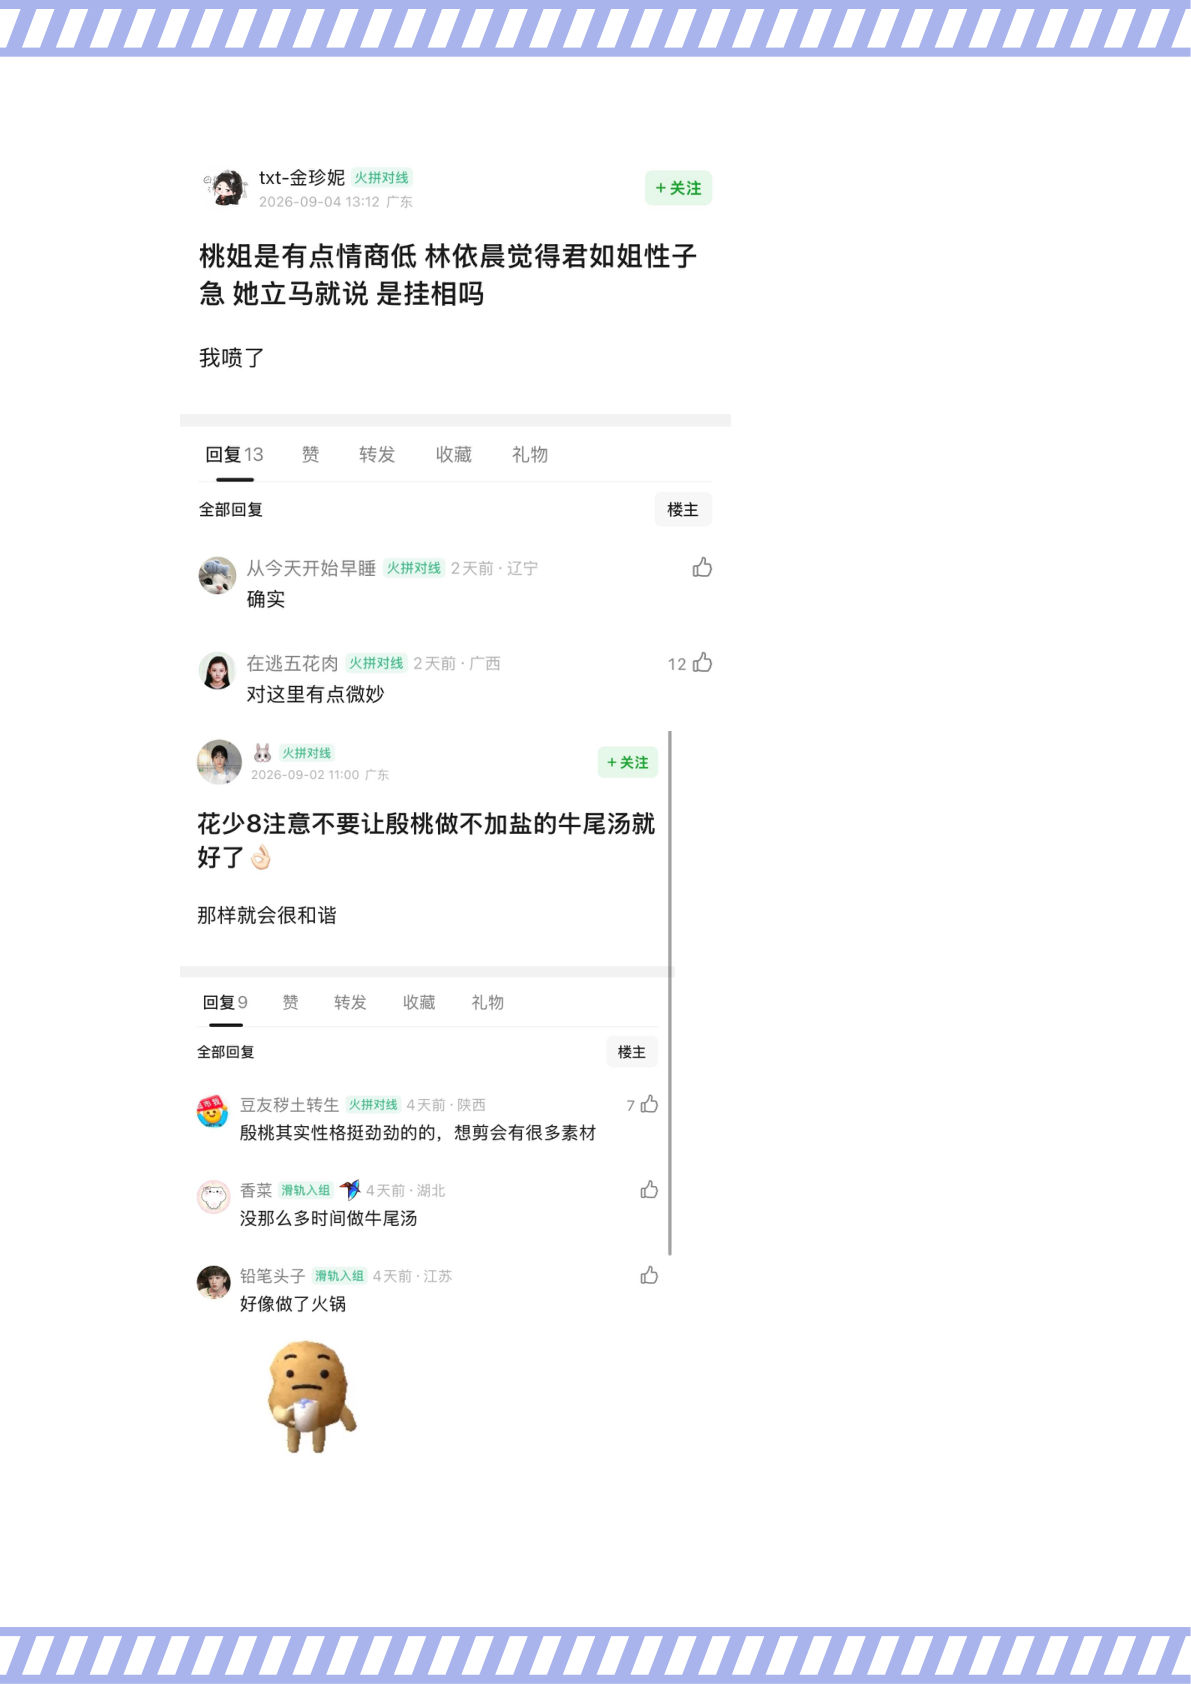 txt-金珍妮 火拼对线
2026-09-04 13:12 广东
+关注
桃姐是有点情商低 林依晨觉得君如姐性子
急 她立马就说 是挂相吗
我喷了
回复13 赞 转发 收藏 礼物
全部回复 楼主
从今天开始早睡 火拼对线 2天前·辽宁
确实
在逃五花肉 火拼对线 2天前·广西 12
对这里有点微妙
🐰 火拼对线
2026-09-02 11:00 广东
+关注
花少8注意不要让殷桃做不加盐的牛尾汤就
好了👌🏻
那样就会很和谐
回复9 赞 转发 收藏 礼物
全部回复 楼主
豆友秽土转生 火拼对线 4天前·陕西 7
殷桃其实性格挺劲劲的的，想剪会有很多素材
香菜 滑轨入组 4天前·湖北
没那么多时间做牛尾汤
铅笔头子 滑轨入组 4天前·江苏
好像做了火锅